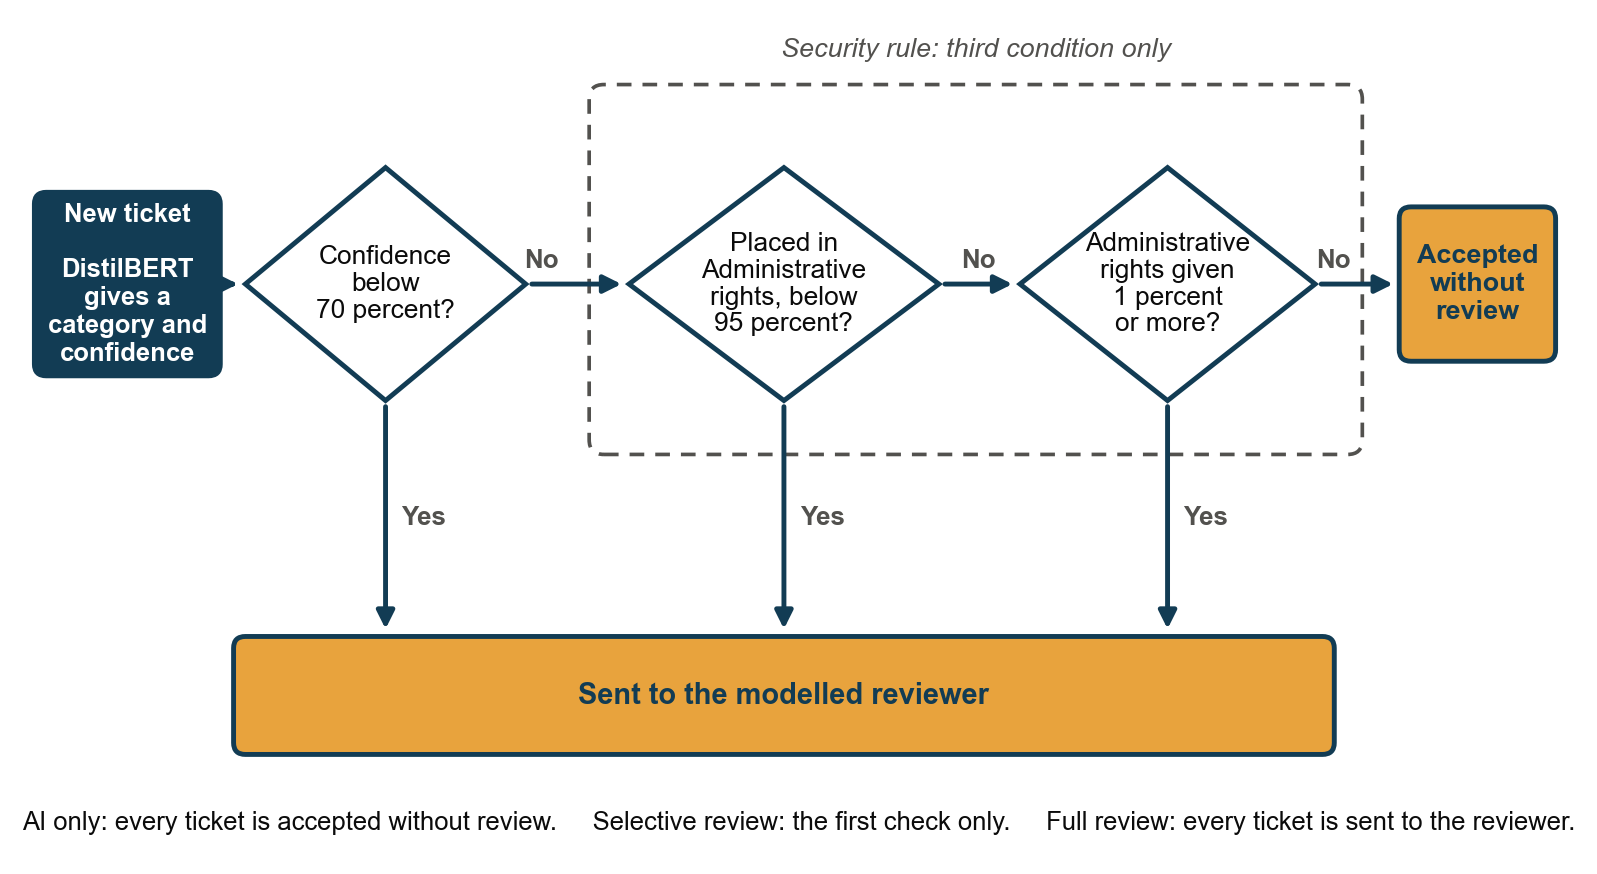 Security rule: third condition only
New ticket
DistilBERT
gives a
category and
confidence
Confidence
below
70 percent?
No
Placed in
Administrative
rights, below
95 percent?
No
Administrative
rights given
1 percent
or more?
No
Accepted
without
review
Yes
Yes
Yes
Sent to the modelled reviewer
AI only: every ticket is accepted without review.
Selective review: the first check only.
Full review: every ticket is sent to the reviewer.